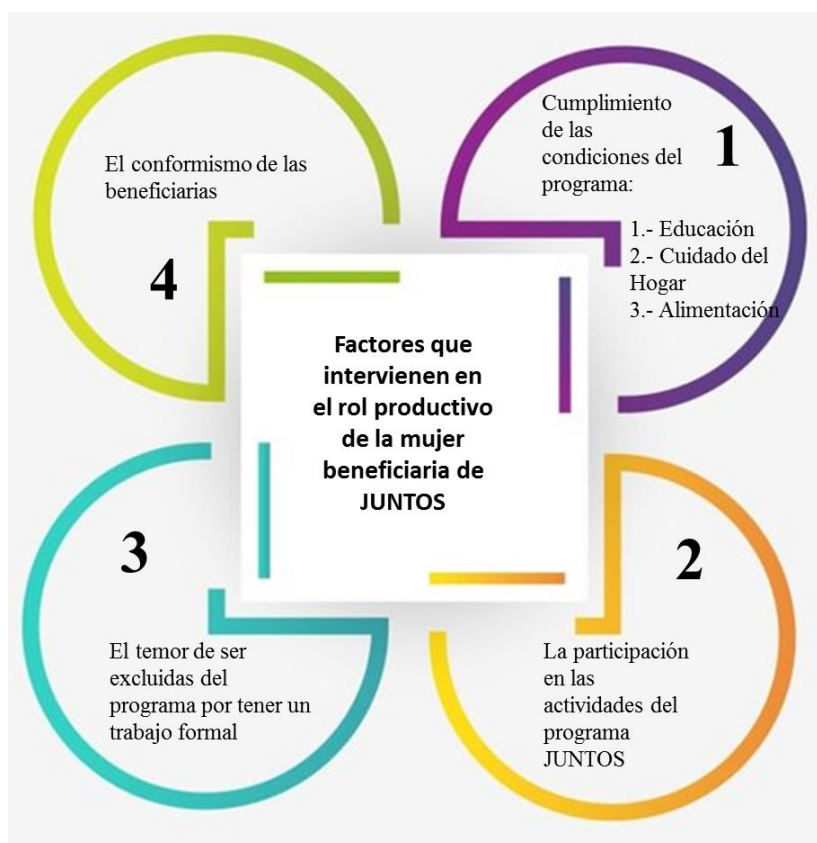 Factores que
intervienen en
el rol productivo
de la mujer
beneficiaria de
JUNTOS
1
Cumplimiento
de las
condiciones del
programa:
1.- Educación
2.- Cuidado del
Hogar
3.- Alimentación
2
La participación
en las
actividades del
programa
JUNTOS
3
El temor de ser
excluidas del
programa por tener un
trabajo formal
4
El conformismo de las
beneficiarias